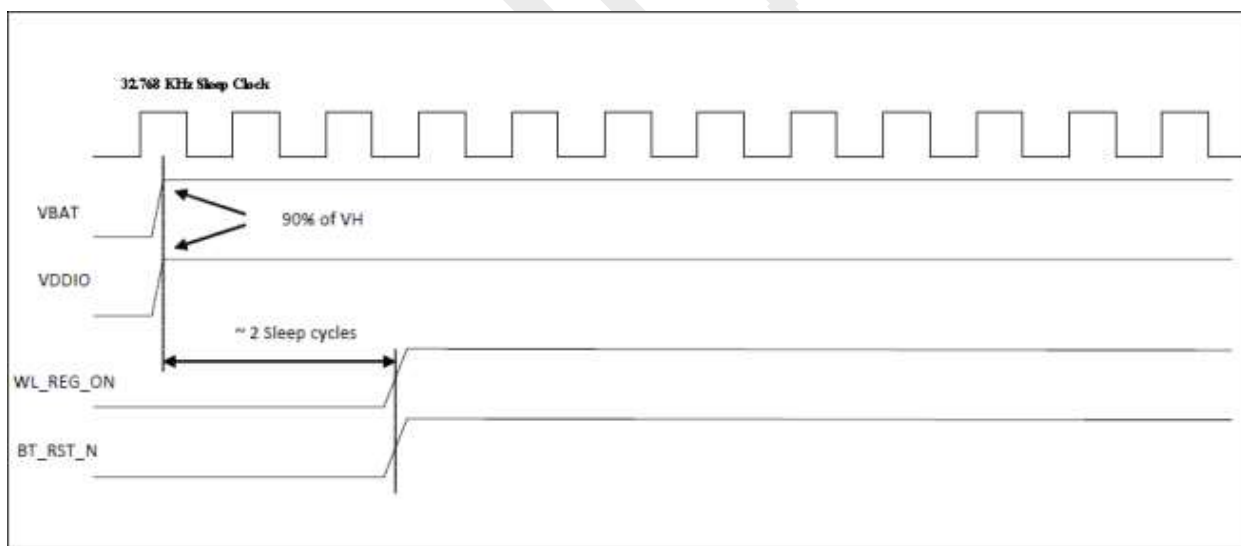 32.768 KHz Sleep Clock
VBAT
90% of VH
VDDIO
~ 2 Sleep cycles
WL_REG_ON
BT_RST_N